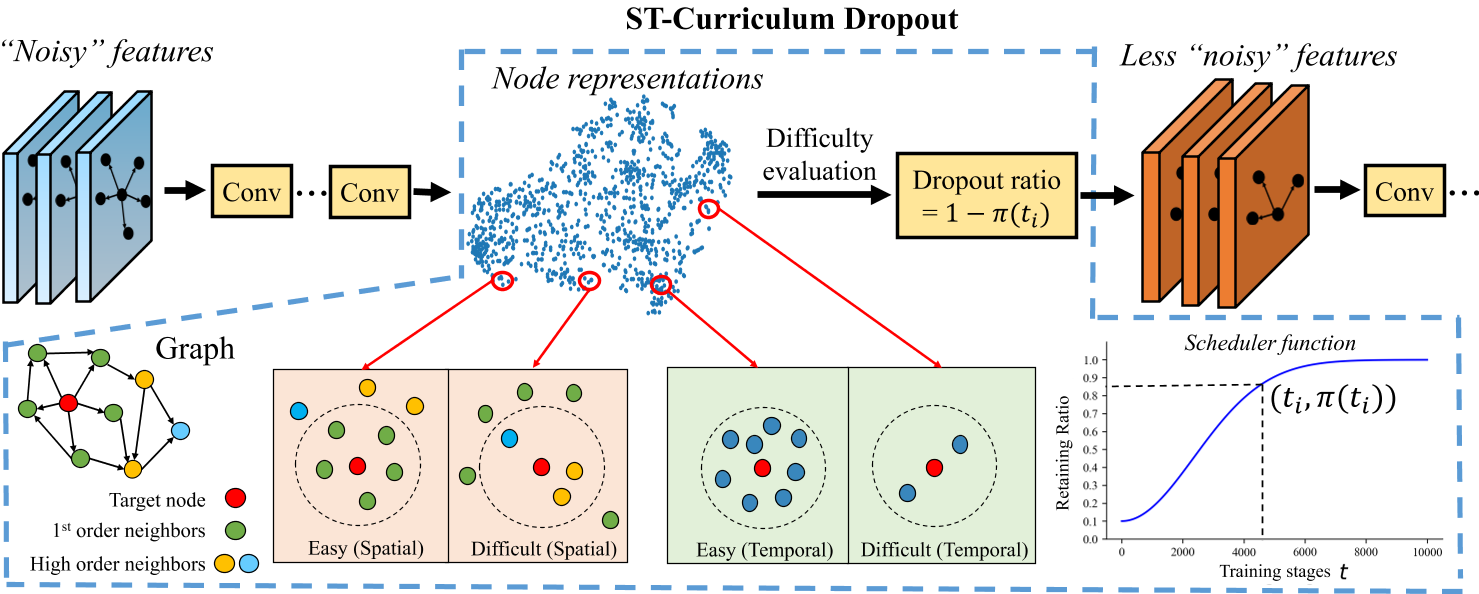 ST-Curriculum Dropout
“Noisy” features
Node representations
Less “noisy” features
Conv
...
Conv
Difficulty
evaluation
Dropout ratio
= 1 − π(tᵢ)
Conv
...
Graph
Target node
1st order neighbors
High order neighbors
Easy (Spatial)
Difficult (Spatial)
Easy (Temporal)
Difficult (Temporal)
Scheduler function
(tᵢ, π(tᵢ))
Retaining Ratio
1.0
0.9
0.8
0.7
0.6
0.5
0.4
0.3
0.2
0.1
0.0
0
2000
4000
6000
8000
10000
Training stages t